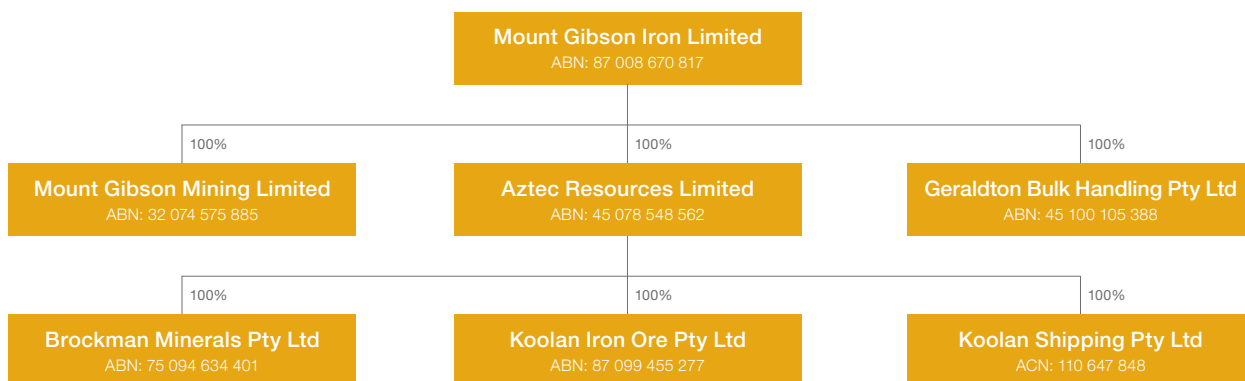 Mount Gibson Iron Limited
ABN: 87 008 670 817
100%
100%
100%
Mount Gibson Mining Limited
ABN: 32 074 575 885
Aztec Resources Limited
ABN: 45 078 548 562
Geraldton Bulk Handling Pty Ltd
ABN: 45 100 105 388
100%
100%
100%
Brockman Minerals Pty Ltd
ABN: 75 094 634 401
Koolan Iron Ore Pty Ltd
ABN: 87 099 455 277
Koolan Shipping Pty Ltd
ACN: 110 647 848